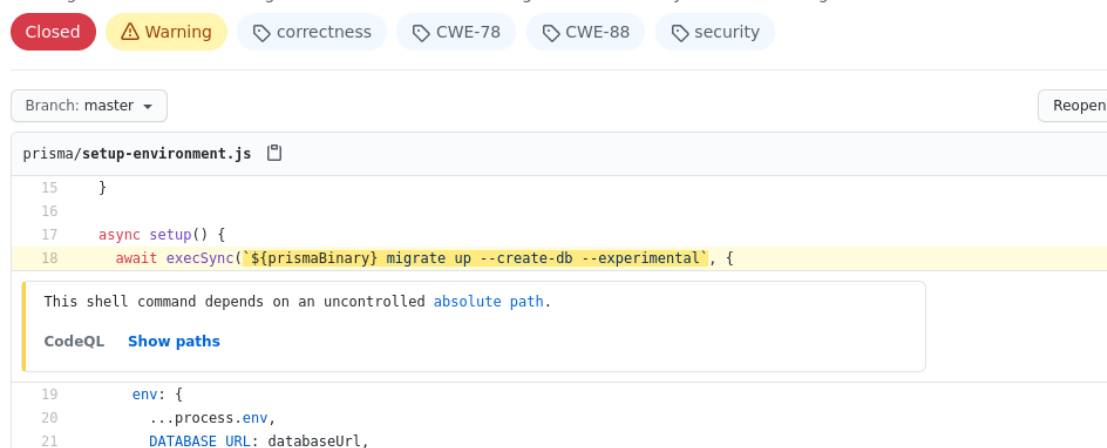 Closed Warning correctness CWE-78 CWE-88 security
Branch: master Reopen
prisma/setup-environment.js
15 }
16
17 async setup() {
18 await execSync(`${prismaBinary} migrate up --create-db --experimental`, {
This shell command depends on an uncontrolled absolute path.
CodeQL Show paths
19 env: {
20 ...process.env,
21 DATABASE_URL: databaseUrl,